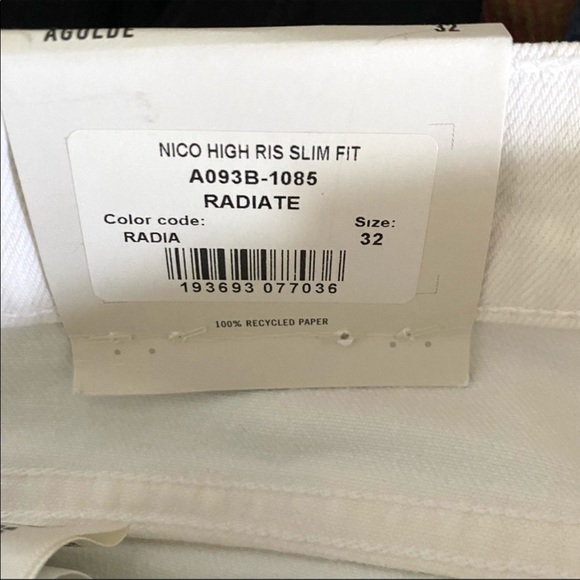 AGOLDE 32
NICO HIGH RIS SLIM FIT
A093B-1085
RADIATE
Color code: Size:
RADIA 32
193693 077036
100% RECYCLED PAPER